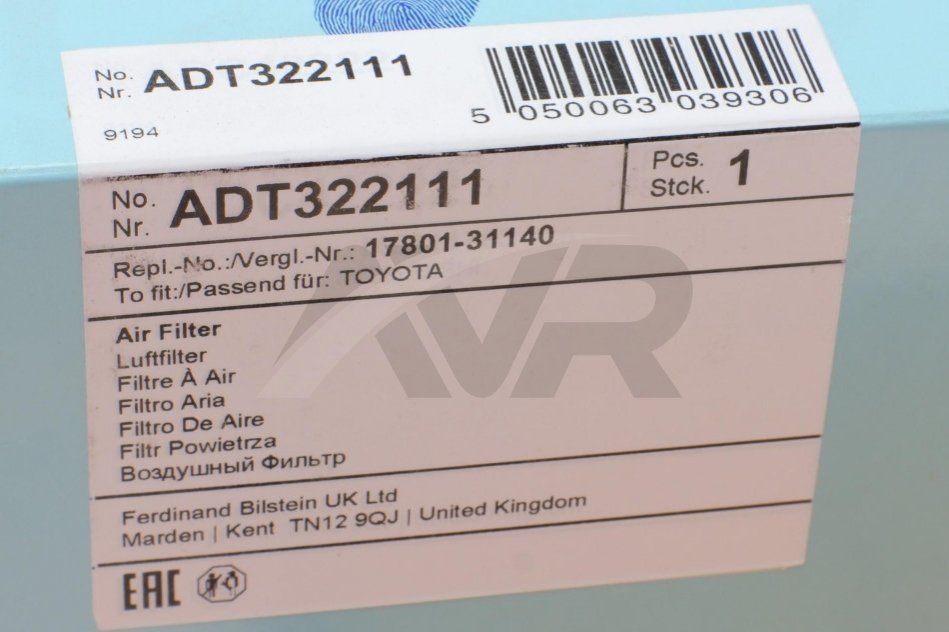 No. Nr. ADT322111
5 050063 039306
9194
No. Nr. ADT322111
Pcs. Stck. 1
Repl.-No.:/Vergl.-Nr.: 17801-31140
To fit:/Passend für: TOYOTA
Air Filter
Luftfilter
Filtre À Air
Filtro Aria
Filtro De Aire
Filtr Powietrza
Воздушный Фильтр
Ferdinand Bilstein UK Ltd
Marden | Kent TN12 9QJ | United Kingdom
EAC
AVR